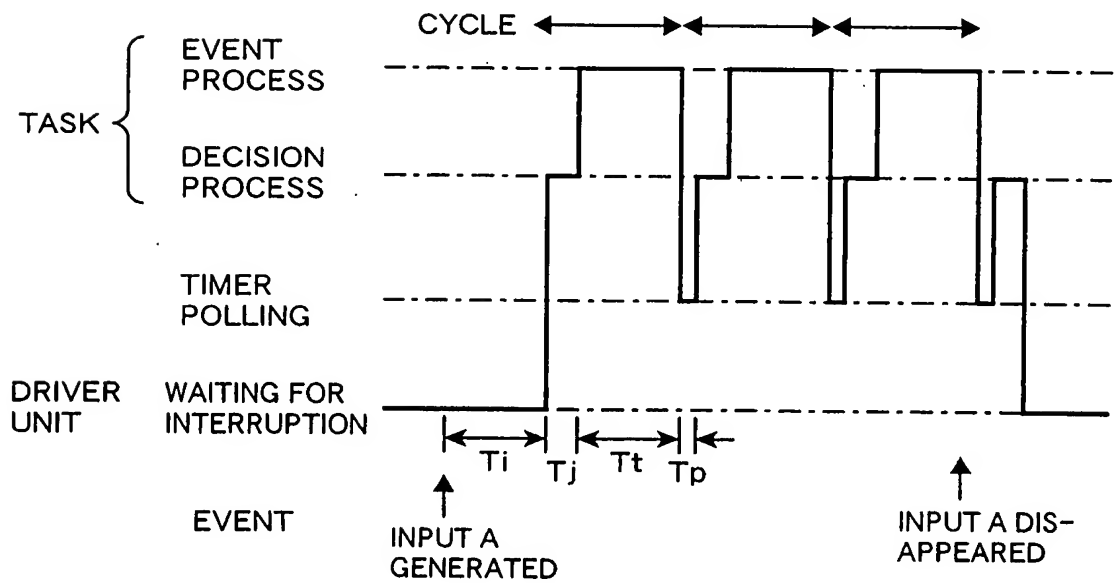 CYCLE
EVENT
PROCESS
TASK
DECISION
PROCESS
TIMER
POLLING
DRIVER
UNIT
WAITING FOR
INTERRUPTION
Ti
Tj
Tt
Tp
EVENT
INPUT A
GENERATED
INPUT A DIS-
APPEARED